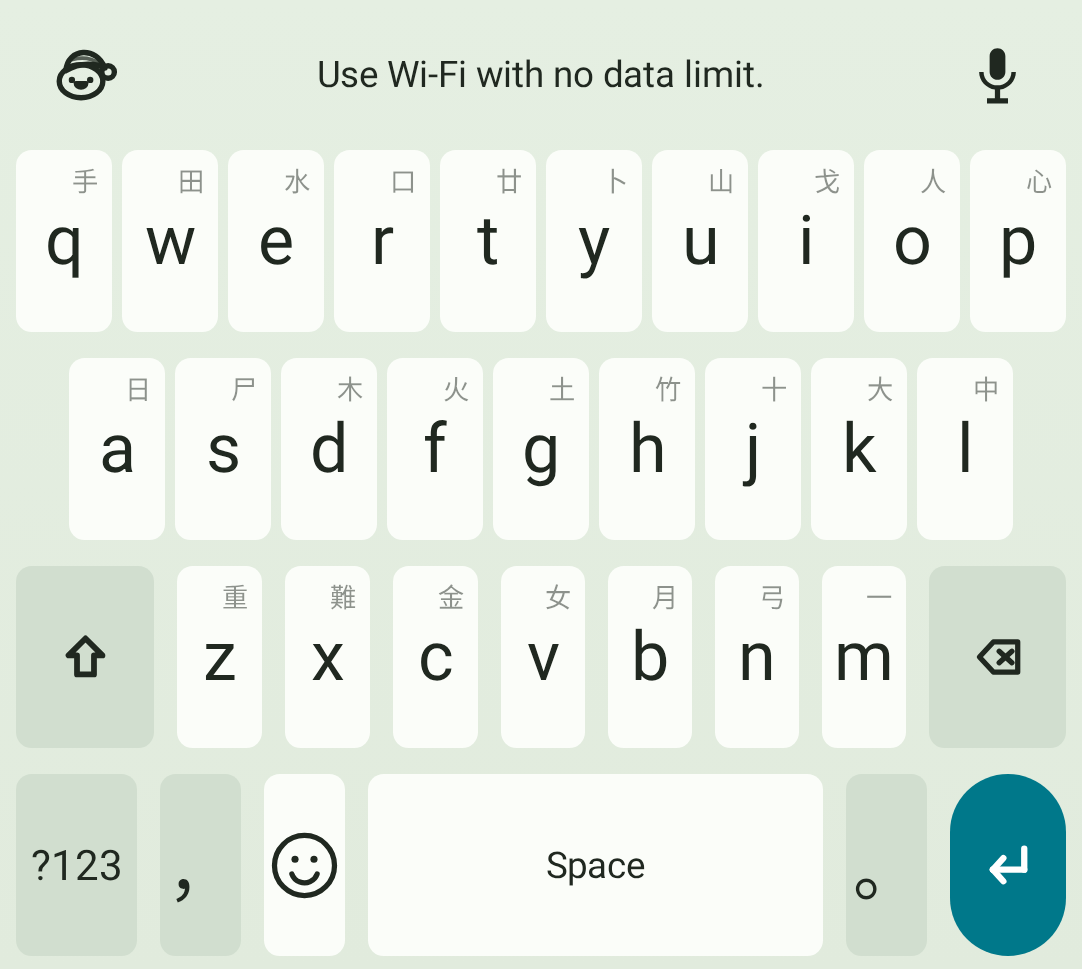 Use Wi-Fi with no data limit.
手 田 水 口 廿 卜 山 戈 人 心
q w e r t y u i o p
日 尸 木 火 土 竹 十 大 中
a s d f g h j k l
重 難 金 女 月 弓 一
z x c v b n m
?123 , Space 。